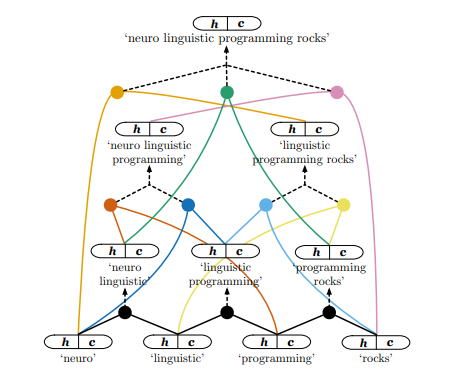 h c
‘neuro linguistic programming rocks’
h c h c
‘neuro linguistic ‘linguistic
programming’ programming rocks’
h c h c h c
‘neuro ‘linguistic ‘programming
linguistic’ programming’ rocks’
h c h c h c h c
‘neuro’ ‘linguistic’ ‘programming’ ‘rocks’